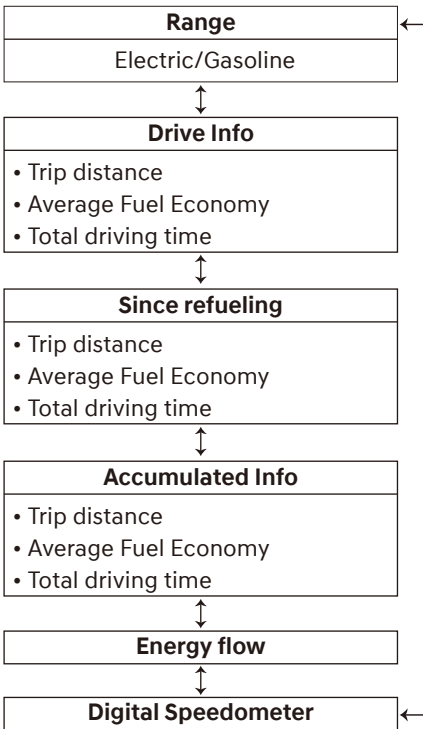 Range
Electric/Gasoline
Drive Info
• Trip distance
• Average Fuel Economy
• Total driving time
Since refueling
• Trip distance
• Average Fuel Economy
• Total driving time
Accumulated Info
• Trip distance
• Average Fuel Economy
• Total driving time
Energy flow
Digital Speedometer